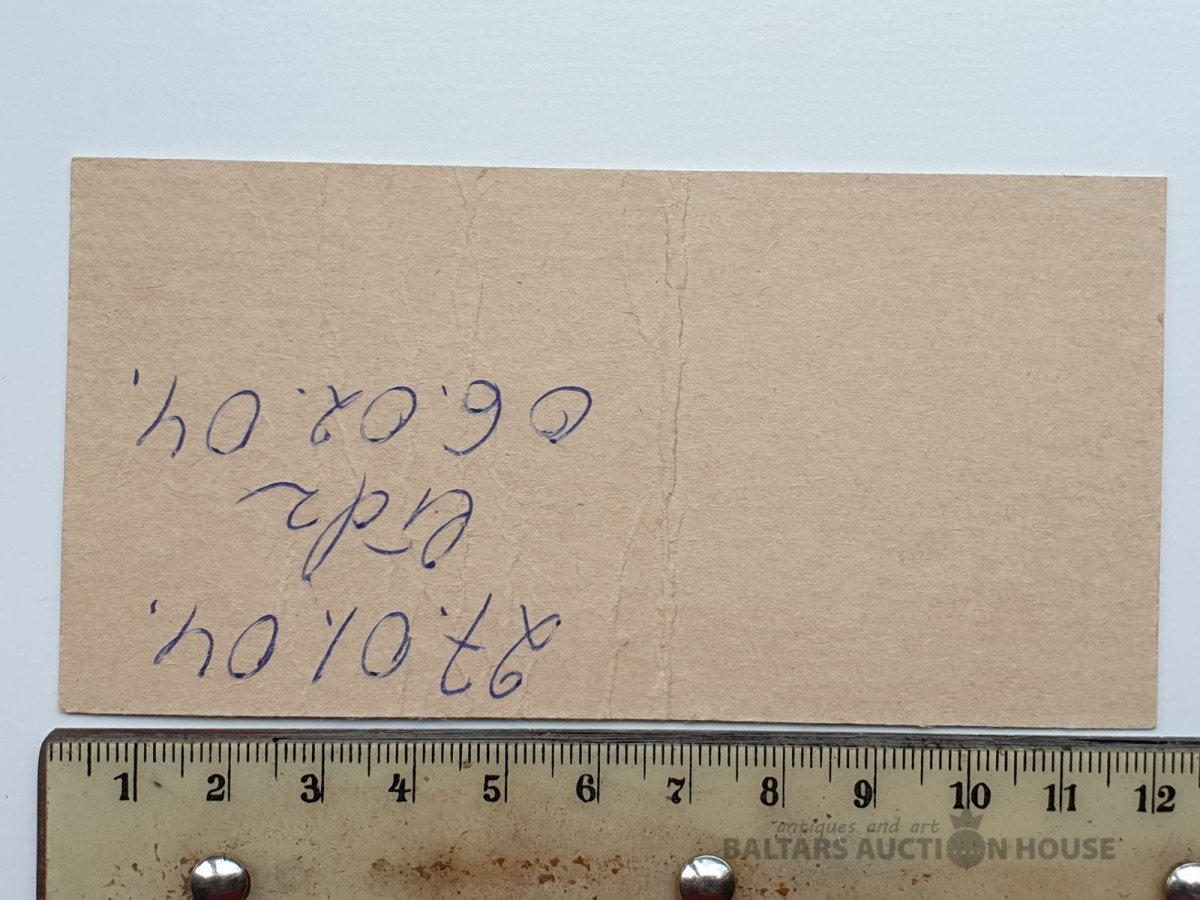 27.01.04.
līdz
06.02.04.
1 2 3 4 5 6 7 8 9 10 11 12
antiques and art
BALTARS AUCTION HOUSE